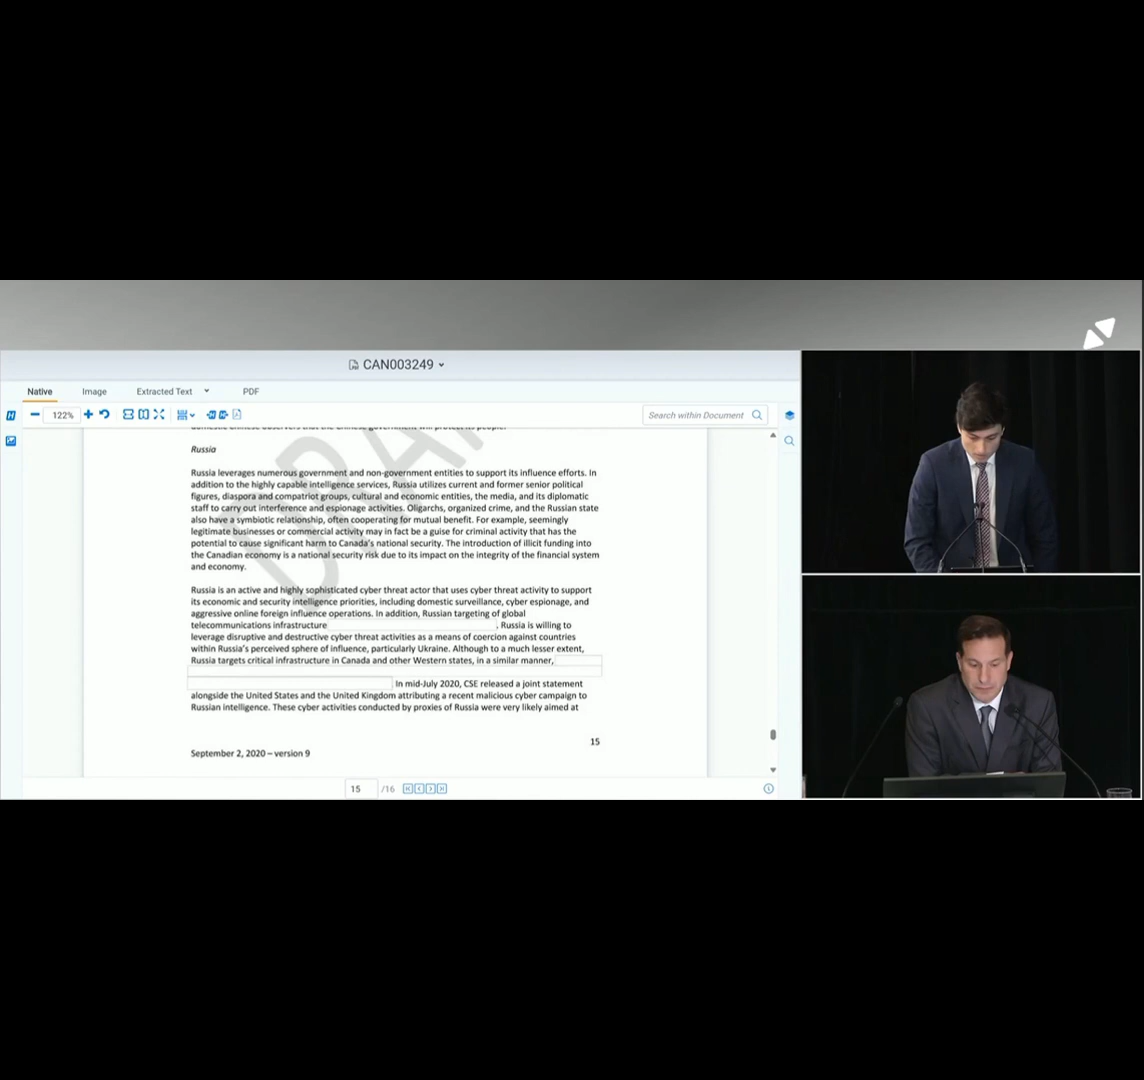 CAN003249
Native Image Extracted Text PDF
122%
Search within Document
domestic Chinese observers that the Chinese government will protect its people.
DRAFT
Russia
Russia leverages numerous government and non-government entities to support its influence efforts. In
addition to the highly capable intelligence services, Russia utilizes current and former senior political
figures, diaspora and compatriot groups, cultural and economic entities, the media, and its diplomatic
staff to carry out interference and espionage activities. Oligarchs, organized crime, and the Russian state
also have a symbiotic relationship, often cooperating for mutual benefit. For example, seemingly
legitimate businesses or commercial activity may in fact be a guise for criminal activity that has the
potential to cause significant harm to Canada's national security. The introduction of illicit funding into
the Canadian economy is a national security risk due to its impact on the integrity of the financial system
and economy.
Russia is an active and highly sophisticated cyber threat actor that uses cyber threat activity to support
its economic and security intelligence priorities, including domestic surveillance, cyber espionage, and
aggressive online foreign influence operations. In addition, Russian targeting of global
telecommunications infrastructure . Russia is willing to
leverage disruptive and destructive cyber threat activities as a means of coercion against countries
within Russia's perceived sphere of influence, particularly Ukraine. Although to a much lesser extent,
Russia targets critical infrastructure in Canada and other Western states, in a similar manner,
In mid-July 2020, CSE released a joint statement
alongside the United States and the United Kingdom attributing a recent malicious cyber campaign to
Russian intelligence. These cyber activities conducted by proxies of Russia were very likely aimed at
15
September 2, 2020 – version 9
15 /16